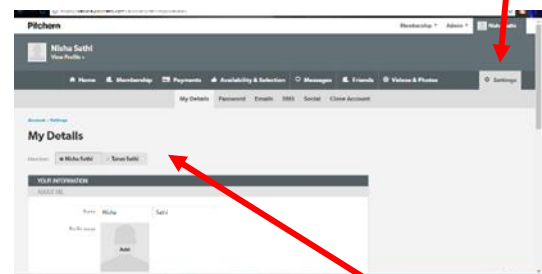 Pitchero
Membership Admin
Nisha Sathi
View Profile
Home Membership Payments Availability & Selection Messages Friends Videos & Photos Settings
My Details Password Emails SMS Social Close Account
Account Settings
My Details
Nisha Sathi Tarun Sathi
YOUR INFORMATION
ABOUT ME
Name Nisha Sathi
Profile image
Add